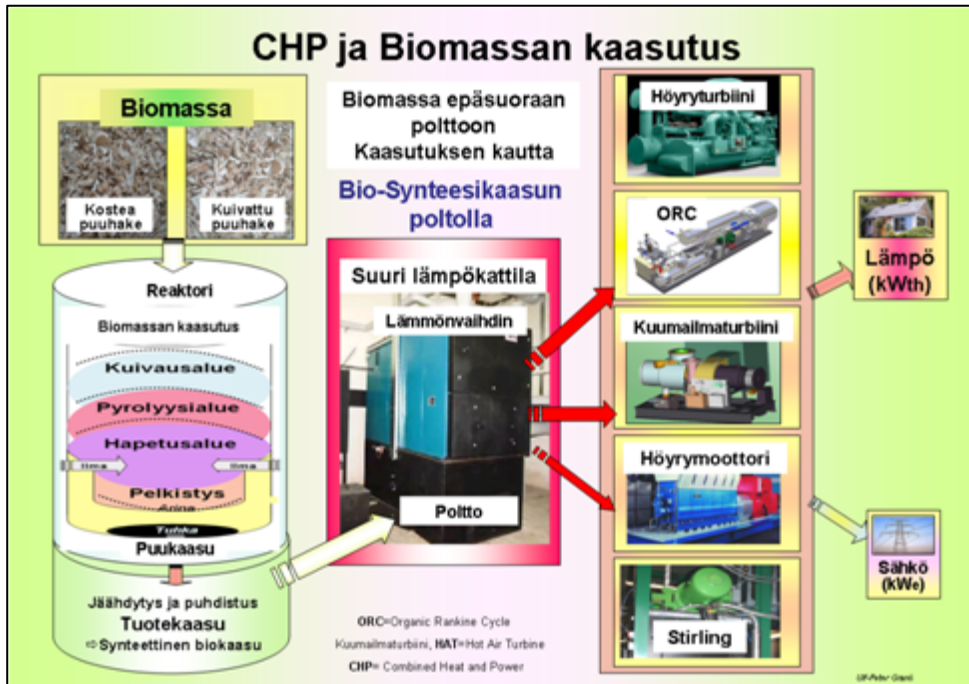 CHP ja Biomassan kaasutus
Biomassa
Kostea
puuhake
Kuivattu
puuhake
Reaktori
Biomassan kaasutus
Kuivausalue
Pyrolyysialue
Hapetusalue
Ilma
Ilma
Pelkistys
Arina
Tuhka
Puukaasu
Jäähdytys ja puhdistus
Tuotekaasu
⇨Synteettinen biokaasu
Biomassa epäsuoraan
polttoon
Kaasutuksen kautta
Bio-Synteesikaasun
poltolla
Suuri lämpökattila
Lämmönvaihdin
Poltto
ORC=Organic Rankine Cycle
Kuumailmaturbiini, HAT=Hot Air Turbine
CHP= Combined Heat and Power
Höyryturbiini
ORC
Kuumailmaturbiini
Höyrymoottori
Stirling
Lämpö
(kWth)
Sähkö
(kWe)